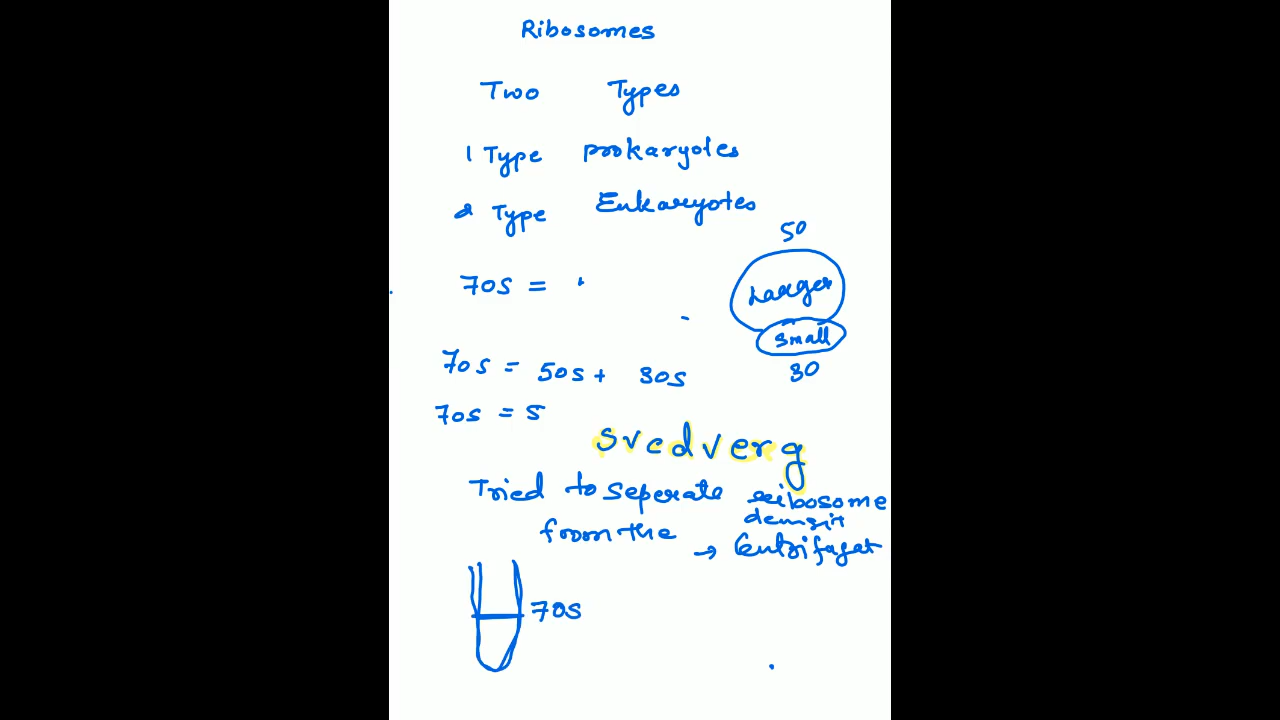 Ribosomes
Two Types
1 Type prokaryotes
2 Type Eukaryotes
50
70S =
Larger
small
70s = 50s + 30s
30
70s = S
svedverg
Tried to seperate ribosome
densit
from the → Centrifugat
70S